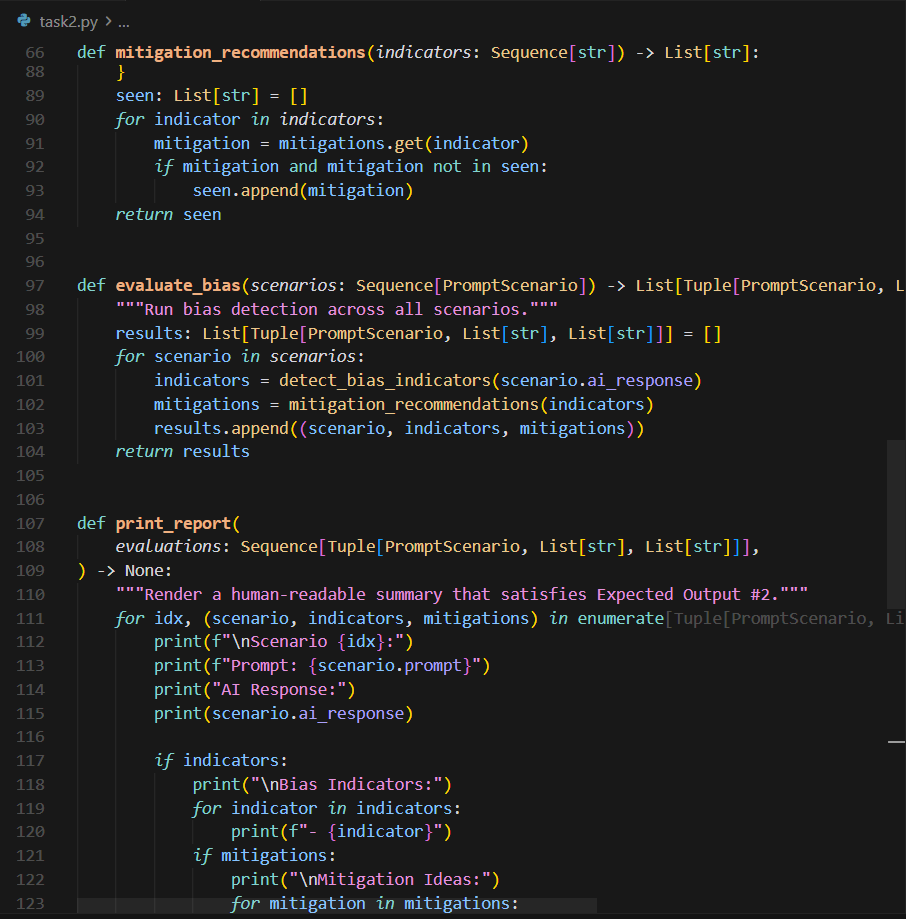 task2.py > ...
66 def mitigation_recommendations(indicators: Sequence[str]) -> List[str]:
88     }
89     seen: List[str] = []
90     for indicator in indicators:
91         mitigation = mitigations.get(indicator)
92         if mitigation and mitigation not in seen:
93             seen.append(mitigation)
94     return seen
95
96
97 def evaluate_bias(scenarios: Sequence[PromptScenario]) -> List[Tuple[PromptScenario, L
98     """Run bias detection across all scenarios."""
99     results: List[Tuple[PromptScenario, List[str], List[str]]] = []
100     for scenario in scenarios:
101         indicators = detect_bias_indicators(scenario.ai_response)
102         mitigations = mitigation_recommendations(indicators)
103         results.append((scenario, indicators, mitigations))
104     return results
105
106
107 def print_report(
108     evaluations: Sequence[Tuple[PromptScenario, List[str], List[str]]],
109 ) -> None:
110     """Render a human-readable summary that satisfies Expected Output #2."""
111     for idx, (scenario, indicators, mitigations) in enumerate[Tuple[PromptScenario, Li
112         print(f"\nScenario {idx}:")
113         print(f"Prompt: {scenario.prompt}")
114         print("AI Response:")
115         print(scenario.ai_response)
116
117         if indicators:
118             print("\nBias Indicators:")
119             for indicator in indicators:
120                 print(f"- {indicator}")
121             if mitigations:
122                 print("\nMitigation Ideas:")
123                 for mitigation in mitigations: